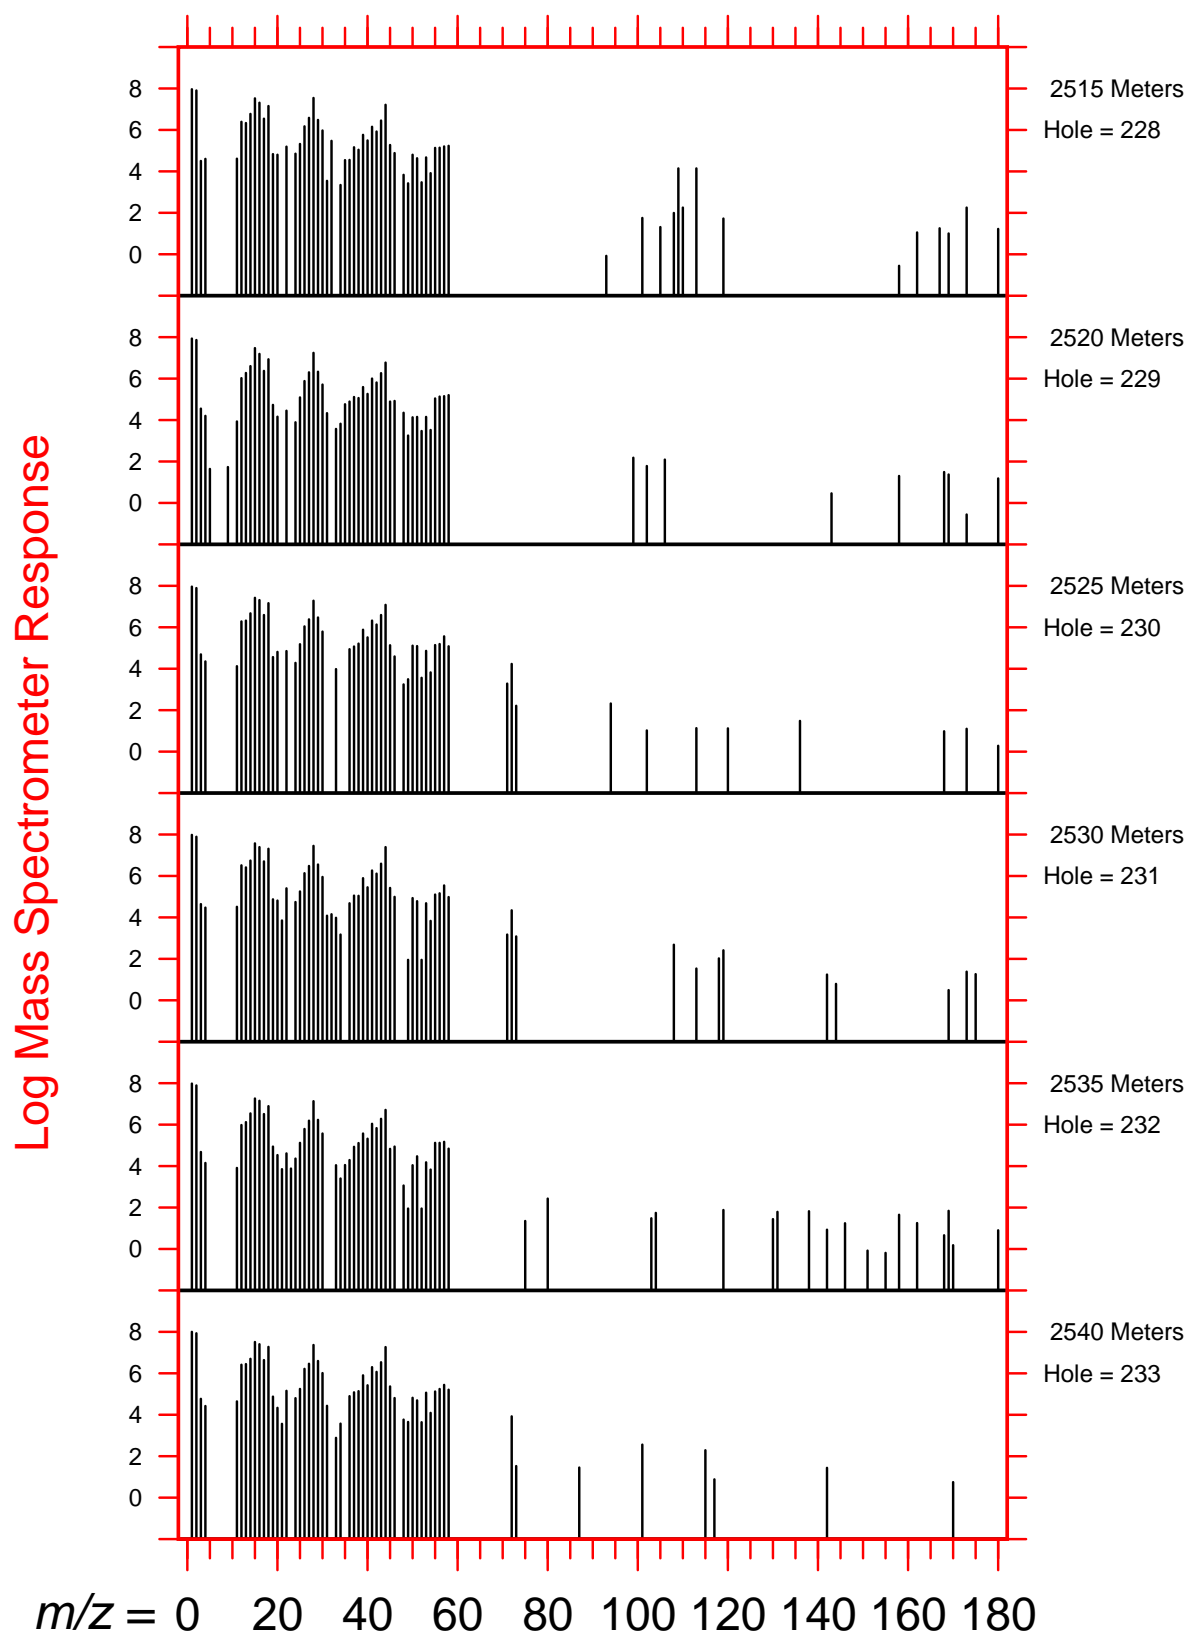 Log Mass Spectrometer Response
8
6
4
2
0
2515 Meters
Hole = 228
8
6
4
2
0
2520 Meters
Hole = 229
8
6
4
2
0
2525 Meters
Hole = 230
8
6
4
2
0
2530 Meters
Hole = 231
8
6
4
2
0
2535 Meters
Hole = 232
8
6
4
2
0
2540 Meters
Hole = 233
m/z = 0 20 40 60 80 100 120 140 160 180